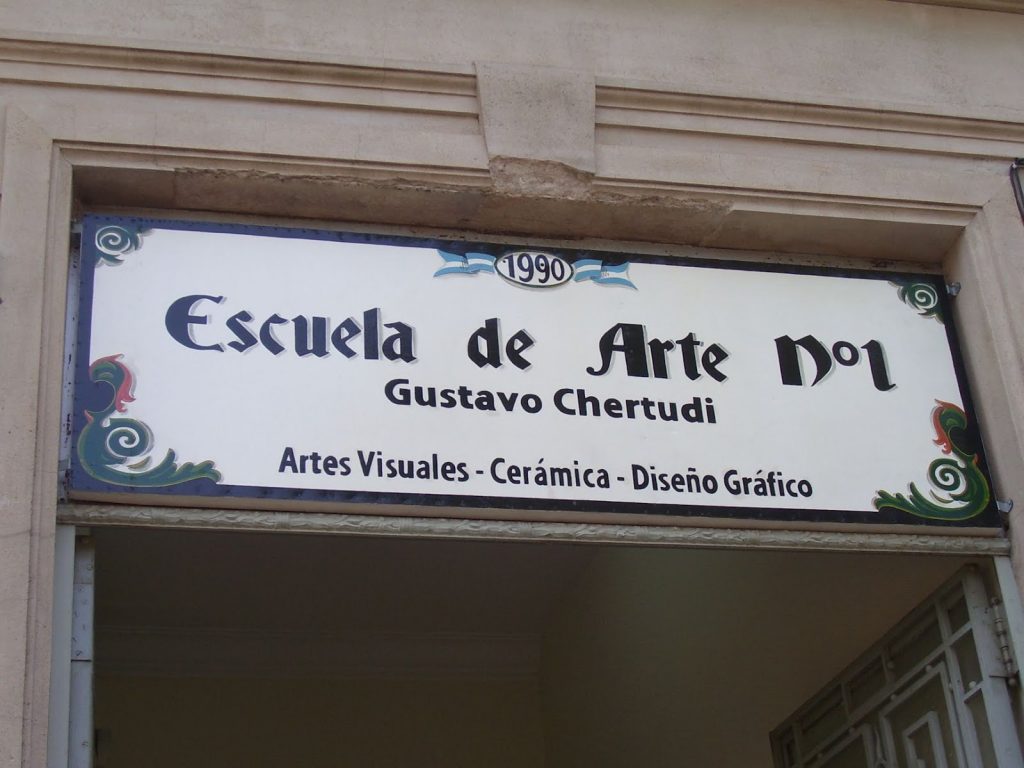 1990
Escuela de Arte Nº1
Gustavo Chertudi
Artes Visuales - Cerámica - Diseño Gráfico